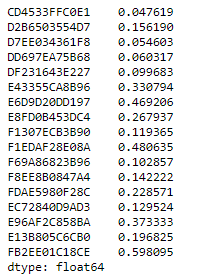 CD4533FFC0E1 0.047619
D2B6503554D7 0.156190
D7EE034361F8 0.054603
DD697EA75B68 0.060317
DF231643E227 0.099683
E43355CA8B96 0.330794
E6D9D20DD197 0.469206
E8FD0B453DC4 0.267937
F1307ECB3B90 0.119365
F1EDAF28E08A 0.480635
F69A86823B96 0.102857
F8EE8B0847A4 0.142222
FDAE5980F28C 0.228571
EC72840D9AD3 0.129524
E96AF2C858BA 0.373333
E13B805C6CB0 0.196825
FB2EE01C18CE 0.598095
dtype: float64